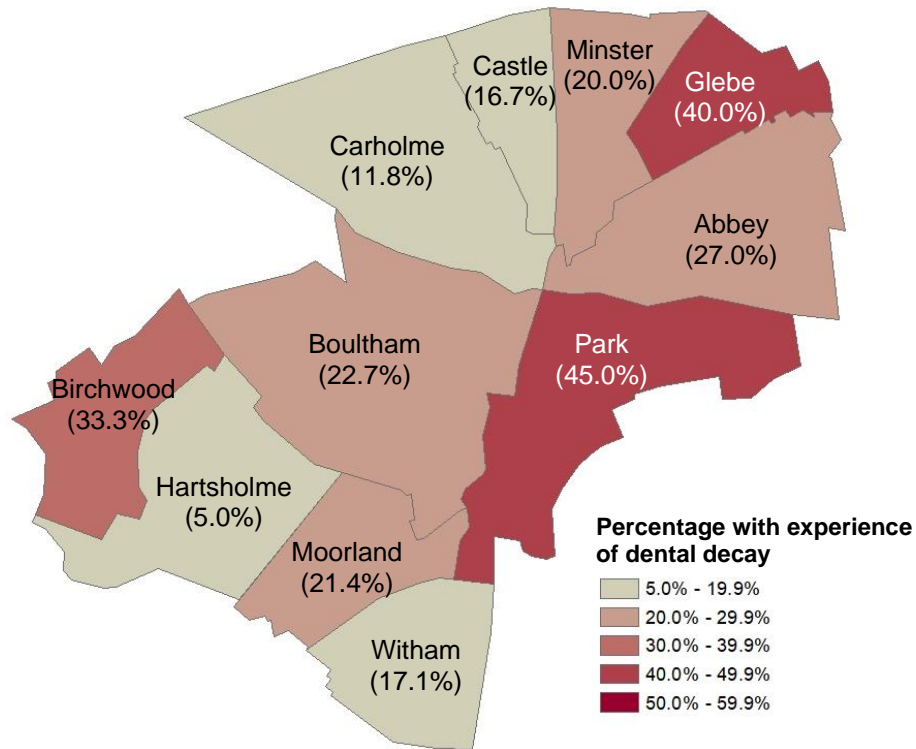 Castle
(16.7%)
Minster
(20.0%)
Glebe
(40.0%)
Carholme
(11.8%)
Abbey
(27.0%)
Boultham
(22.7%)
Park
(45.0%)
Birchwood
(33.3%)
Hartsholme
(5.0%)
Moorland
(21.4%)
Witham
(17.1%)
Percentage with experience
of dental decay
5.0% - 19.9%
20.0% - 29.9%
30.0% - 39.9%
40.0% - 49.9%
50.0% - 59.9%